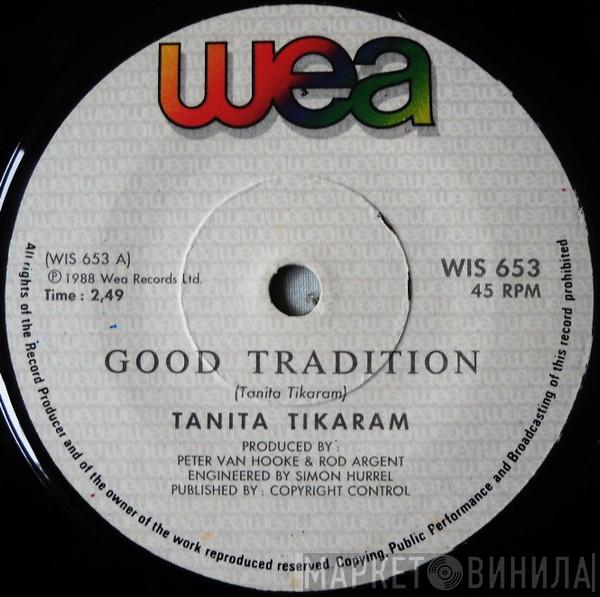 wea
(WIS 653 A)
℗ 1988 Wea Records Ltd.
Time : 2,49
WIS 653
45 RPM
GOOD TRADITION
(Tanita Tikaram)
TANITA TIKARAM
PRODUCED BY :
PETER VAN HOOKE & ROD ARGENT
ENGINEERED BY SIMON HURREL
PUBLISHED BY : COPYRIGHT CONTROL
All rights of the Record Producer and of the owner of the work reproduced reserved. Copying, Public Performance and Broadcasting of this record prohibited
МАРКЕТ ВИНИЛА